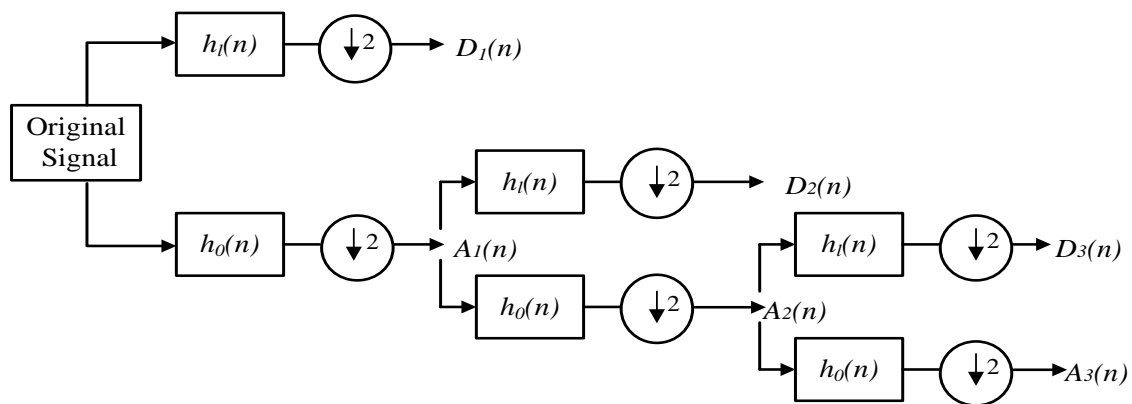 h₁(n)
2
D₁(n)
Original
Signal
h₁(n)
2
D₂(n)
h₀(n)
2
A₁(n)
h₁(n)
2
D₃(n)
h₀(n)
2
A₂(n)
h₀(n)
2
A₃(n)